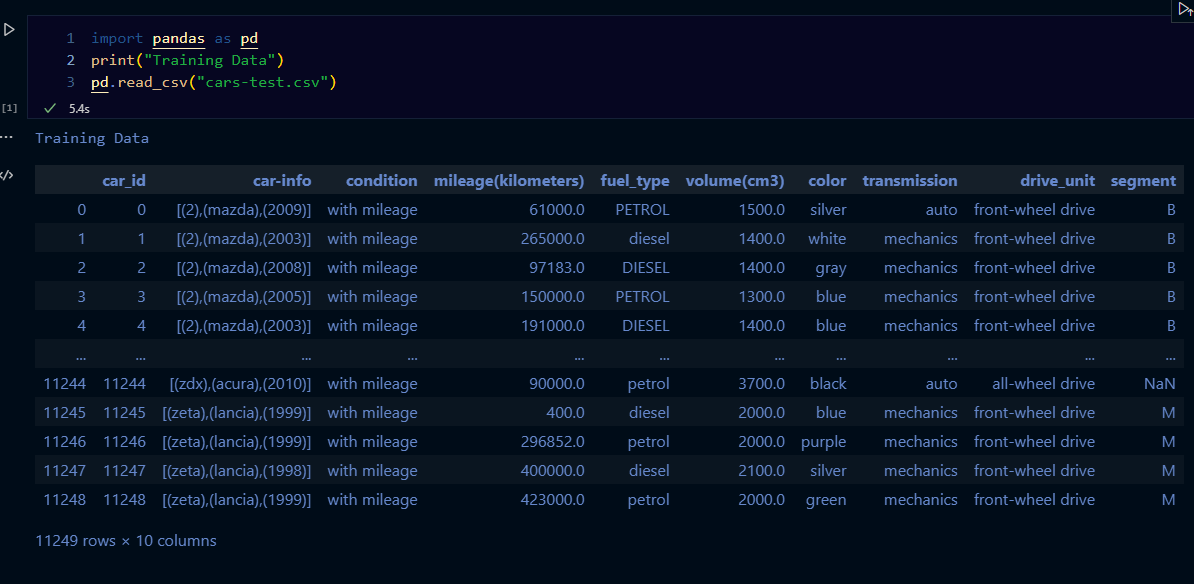 1 import pandas as pd
2 print("Training Data")
3 pd.read_csv("cars-test.csv")
[1] ✓ 5.4s
Training Data
car_id car-info condition mileage(kilometers) fuel_type volume(cm3) color transmission drive_unit segment
0 0 [(2),(mazda),(2009)] with mileage 61000.0 PETROL 1500.0 silver auto front-wheel drive B
1 1 [(2),(mazda),(2003)] with mileage 265000.0 diesel 1400.0 white mechanics front-wheel drive B
2 2 [(2),(mazda),(2008)] with mileage 97183.0 DIESEL 1400.0 gray mechanics front-wheel drive B
3 3 [(2),(mazda),(2005)] with mileage 150000.0 PETROL 1300.0 blue mechanics front-wheel drive B
4 4 [(2),(mazda),(2003)] with mileage 191000.0 DIESEL 1400.0 blue mechanics front-wheel drive B
... ... ... ... ... ... ... ... ... ... ...
11244 11244 [(zdx),(acura),(2010)] with mileage 90000.0 petrol 3700.0 black auto all-wheel drive NaN
11245 11245 [(zeta),(lancia),(1999)] with mileage 400.0 diesel 2000.0 blue mechanics front-wheel drive M
11246 11246 [(zeta),(lancia),(1999)] with mileage 296852.0 petrol 2000.0 purple mechanics front-wheel drive M
11247 11247 [(zeta),(lancia),(1998)] with mileage 400000.0 diesel 2100.0 silver mechanics front-wheel drive M
11248 11248 [(zeta),(lancia),(1999)] with mileage 423000.0 petrol 2000.0 green mechanics front-wheel drive M
11249 rows × 10 columns